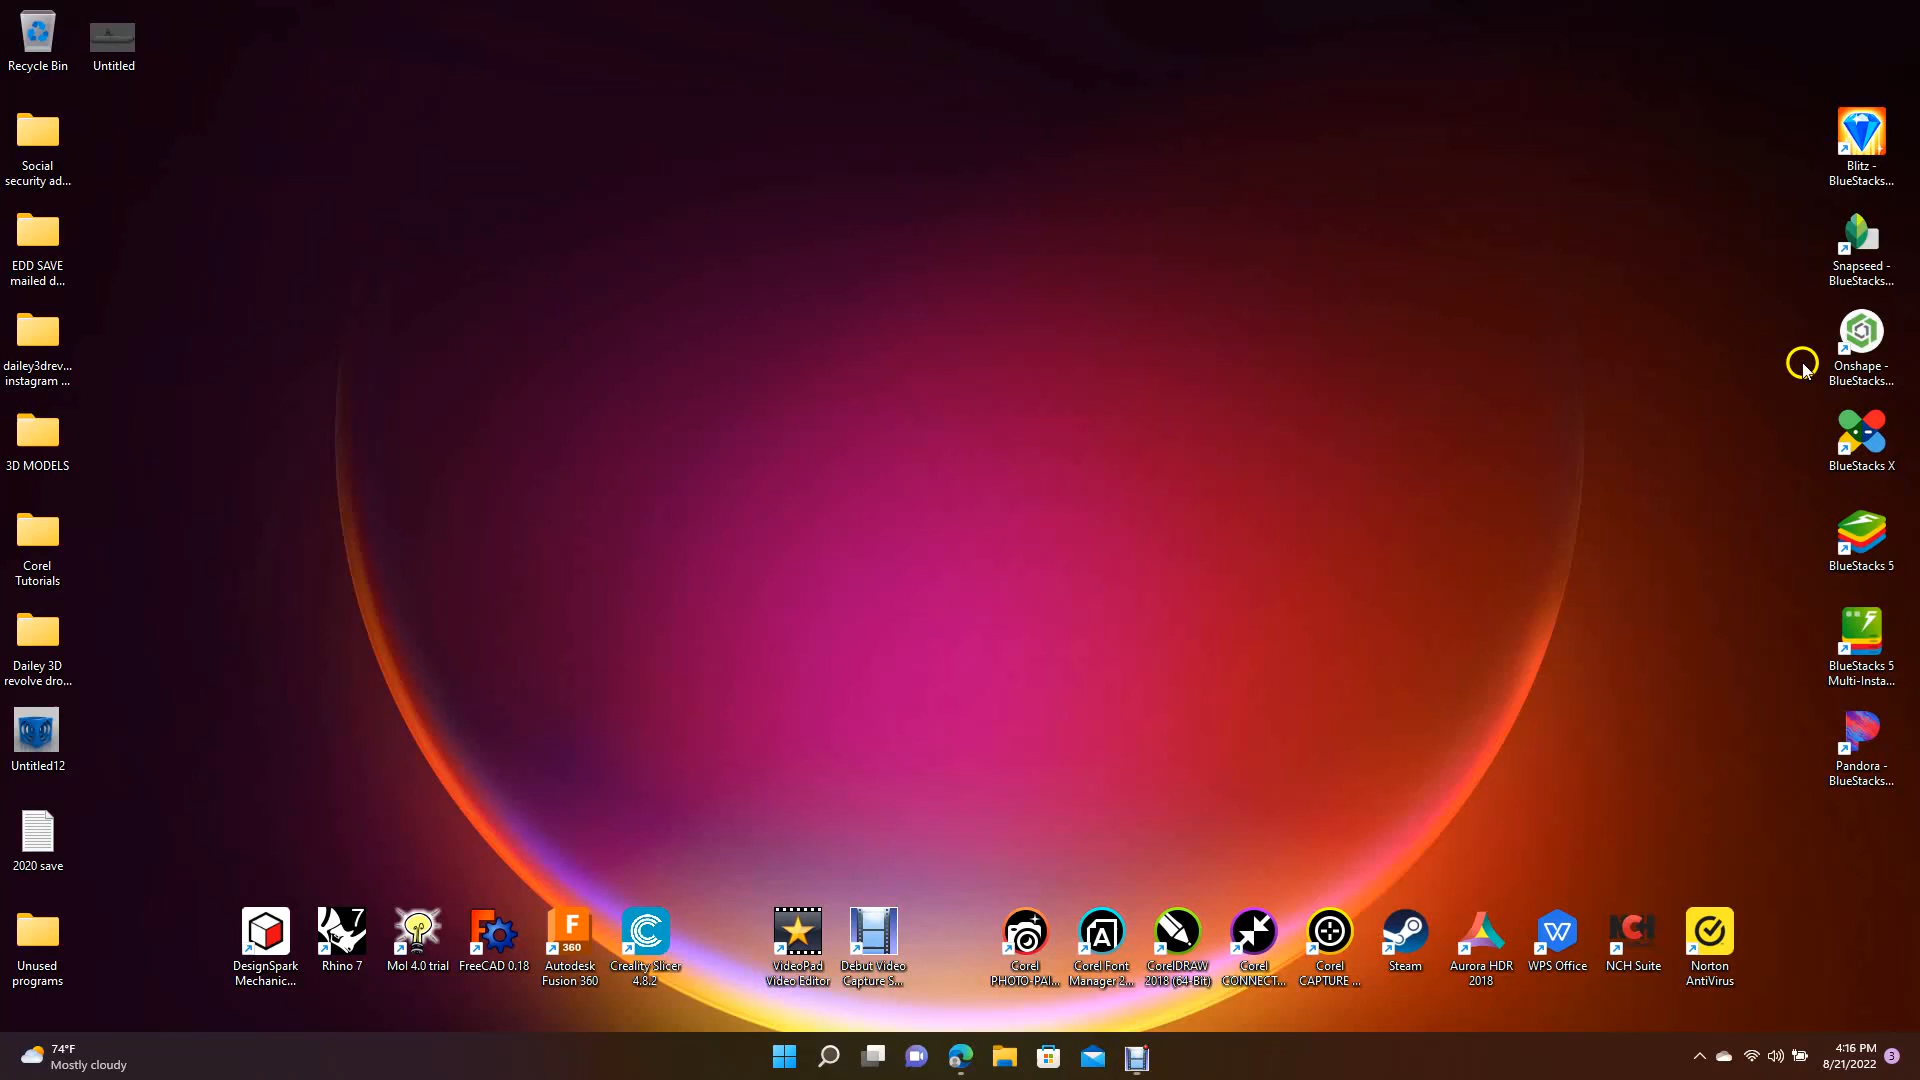 Recycle Bin
Untitled
Social
security ad...
EDD SAVE
mailed d...
dailey3drev...
instagram ...
3D MODELS
Corel
Tutorials
Dailey 3D
revolve dro...
Untitled12
2020 save
Unused
programs
Blitz -
BlueStacks...
Snapseed -
BlueStacks...
Onshape -
BlueStacks...
BlueStacks X
BlueStacks 5
BlueStacks 5
Multi-Insta...
Pandora -
BlueStacks...
DesignSpark
Mechanic...
7
Rhino 7
MoI 4.0 trial
FreeCAD 0.18
F
360
Autodesk
Fusion 360
Creality Slicer
4.8.2
VideoPad
Video Editor
Debut Video
Capture S...
Corel
PHOTO-PAI...
Corel Font
Manager 2...
CorelDRAW
2018 (64-Bit)
Corel
CONNECT...
Corel
CAPTURE ...
Steam
Aurora HDR
2018
WPS Office
NCH
NCH Suite
Norton
AntiVirus
74°F
Mostly cloudy
4:16 PM
8/21/2022
3